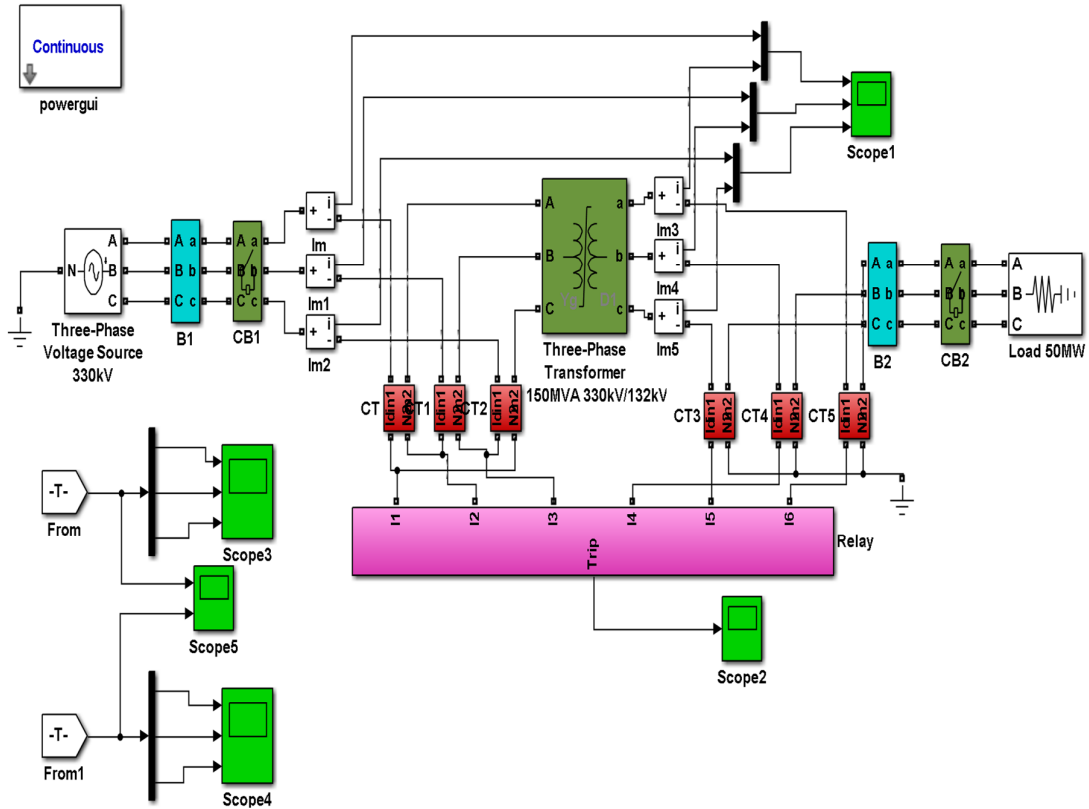 Continuous
powergui
Scope1
i
+
-
Im
i
+
-
Im1
i
+
-
Im2
A
B
C
a
b
c
Three-Phase
Transformer
150MVA 330kV/132kV
i
+
-
Im3
i
+
-
Im4
i
+
-
Im5
N
A
B
C
Three-Phase
Voltage Source
330kV
A a
B b
C c
B1
A a
B b
C c
CB1
A a
B b
C c
B2
A a
B b
C c
CB2
A
B
C
Load 50MW
CT
CT1
CT2
CT3
CT4
CT5
I1
I2
I3
I4
I5
I6
Trip
Relay
-T-
From
Scope3
Scope5
Scope2
-T-
From1
Scope4